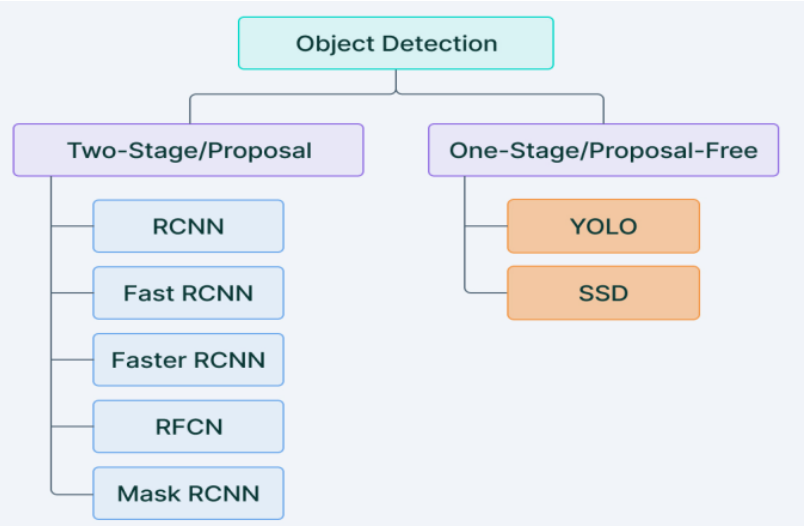 Object Detection
Two-Stage/Proposal
One-Stage/Proposal-Free
RCNN
Fast RCNN
Faster RCNN
RFCN
Mask RCNN
YOLO
SSD